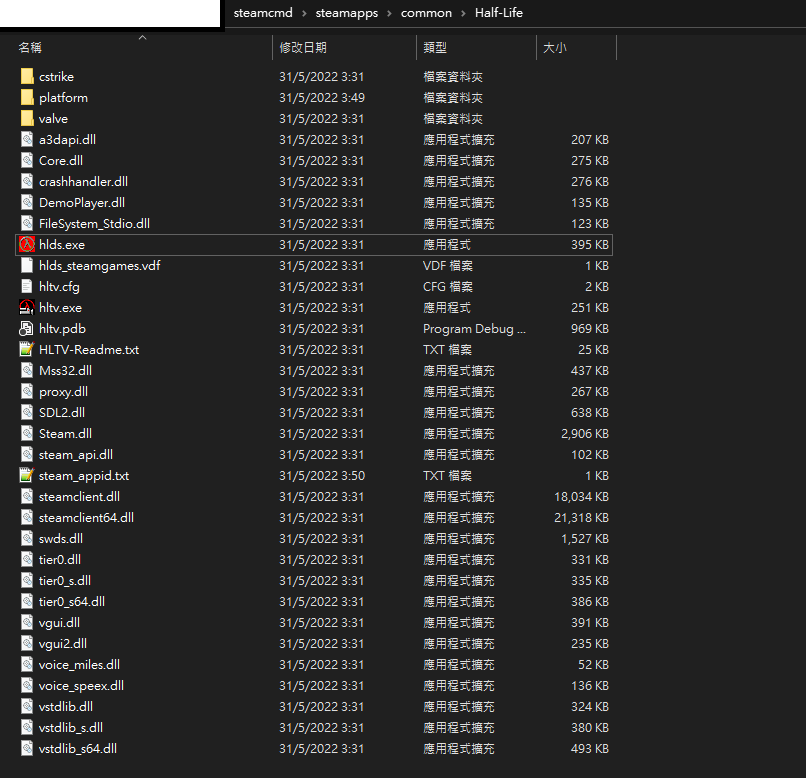 steamcmd › steamapps › common › Half-Life
名稱 修改日期 類型 大小
cstrike 31/5/2022 3:31 檔案資料夾
platform 31/5/2022 3:49 檔案資料夾
valve 31/5/2022 3:31 檔案資料夾
a3dapi.dll 31/5/2022 3:31 應用程式擴充 207 KB
Core.dll 31/5/2022 3:31 應用程式擴充 275 KB
crashhandler.dll 31/5/2022 3:31 應用程式擴充 276 KB
DemoPlayer.dll 31/5/2022 3:31 應用程式擴充 135 KB
FileSystem_Stdio.dll 31/5/2022 3:31 應用程式擴充 123 KB
hlds.exe 31/5/2022 3:31 應用程式 395 KB
hlds_steamgames.vdf 31/5/2022 3:31 VDF 檔案 1 KB
hltv.cfg 31/5/2022 3:31 CFG 檔案 2 KB
hltv.exe 31/5/2022 3:31 應用程式 251 KB
hltv.pdb 31/5/2022 3:31 Program Debug ... 969 KB
HLTV-Readme.txt 31/5/2022 3:31 TXT 檔案 25 KB
Mss32.dll 31/5/2022 3:31 應用程式擴充 437 KB
proxy.dll 31/5/2022 3:31 應用程式擴充 267 KB
SDL2.dll 31/5/2022 3:31 應用程式擴充 638 KB
Steam.dll 31/5/2022 3:31 應用程式擴充 2,906 KB
steam_api.dll 31/5/2022 3:31 應用程式擴充 102 KB
steam_appid.txt 31/5/2022 3:50 TXT 檔案 1 KB
steamclient.dll 31/5/2022 3:31 應用程式擴充 18,034 KB
steamclient64.dll 31/5/2022 3:31 應用程式擴充 21,318 KB
swds.dll 31/5/2022 3:31 應用程式擴充 1,527 KB
tier0.dll 31/5/2022 3:31 應用程式擴充 331 KB
tier0_s.dll 31/5/2022 3:31 應用程式擴充 335 KB
tier0_s64.dll 31/5/2022 3:31 應用程式擴充 386 KB
vgui.dll 31/5/2022 3:31 應用程式擴充 391 KB
vgui2.dll 31/5/2022 3:31 應用程式擴充 235 KB
voice_miles.dll 31/5/2022 3:31 應用程式擴充 52 KB
voice_speex.dll 31/5/2022 3:31 應用程式擴充 136 KB
vstdlib.dll 31/5/2022 3:31 應用程式擴充 324 KB
vstdlib_s.dll 31/5/2022 3:31 應用程式擴充 380 KB
vstdlib_s64.dll 31/5/2022 3:31 應用程式擴充 493 KB